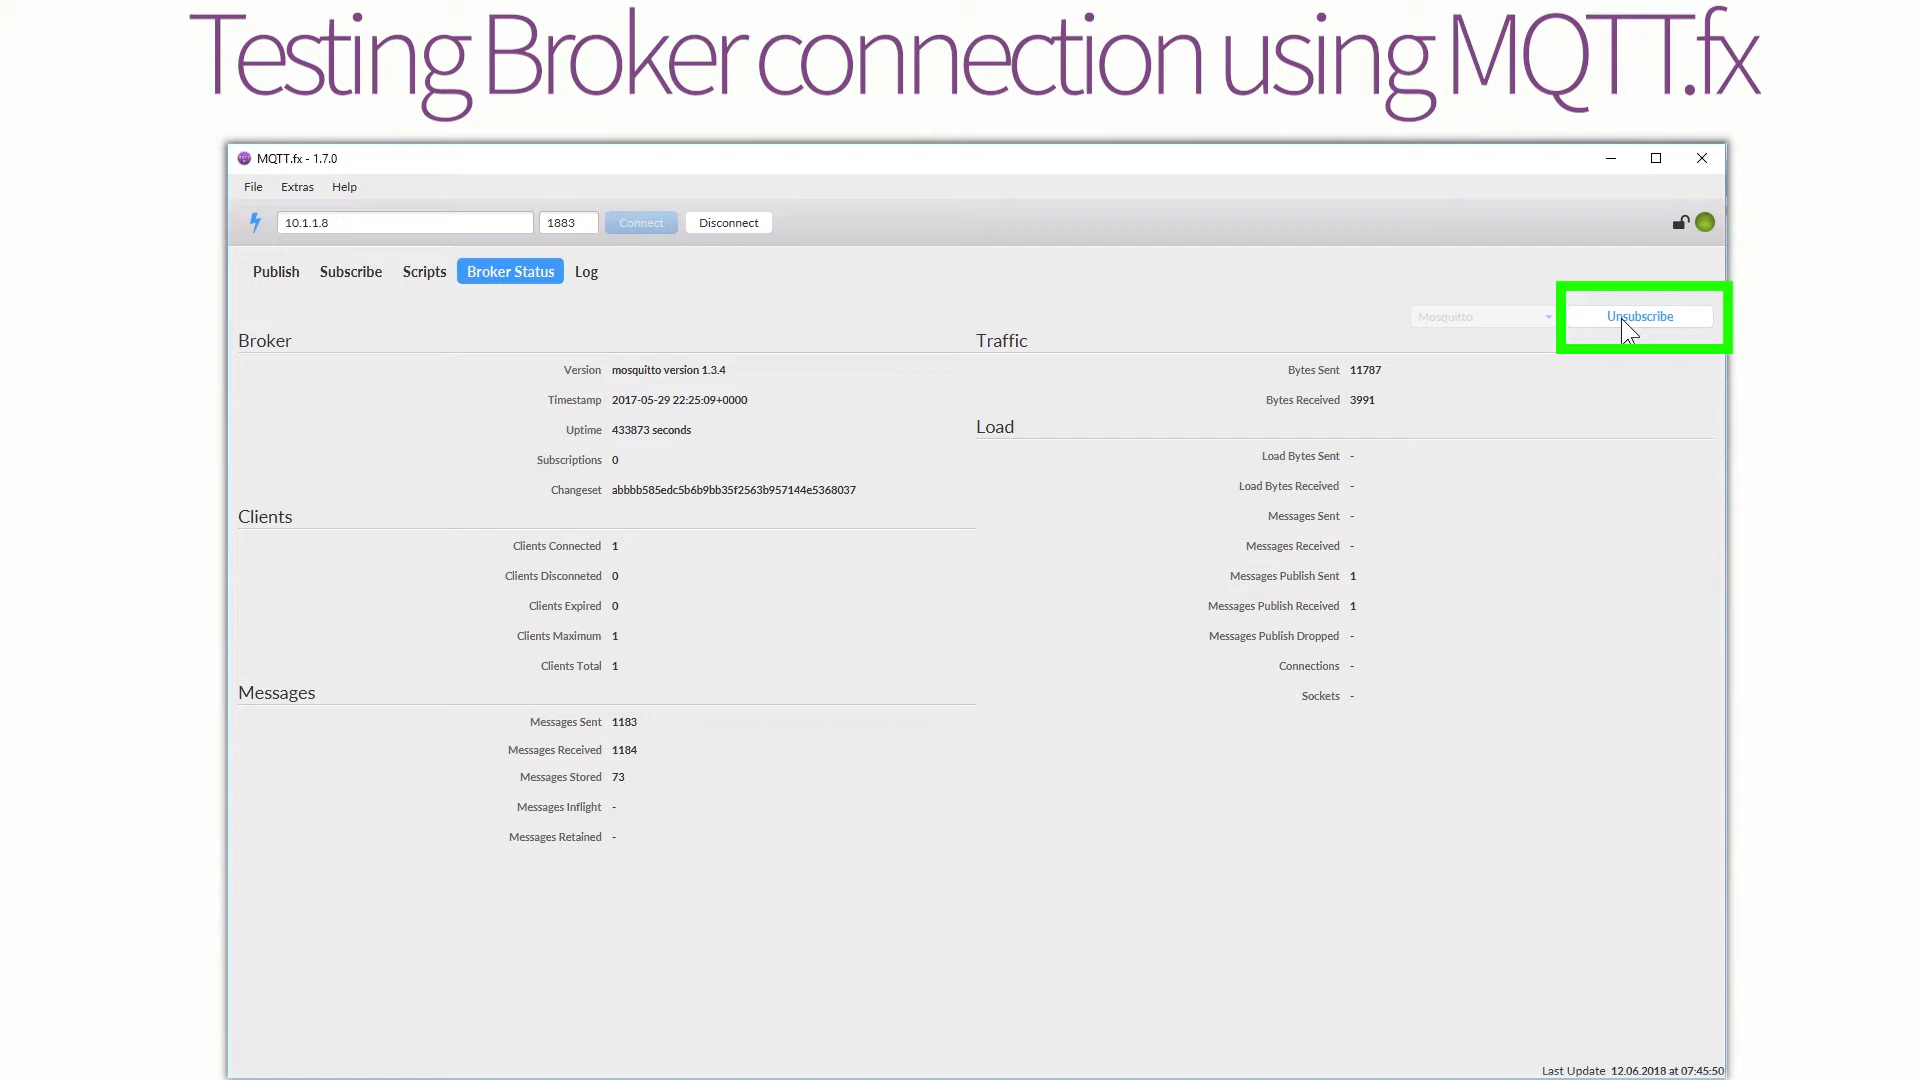 Testing Broker connection using MQTT.fx
MQTT.fx - 1.7.0
File Extras Help
10.1.1.8 1883 Connect Disconnect
Publish Subscribe Scripts Broker Status Log
Mosquitto Unsubscribe
Broker
Version mosquitto version 1.3.4
Timestamp 2017-05-29 22:25:09+0000
Uptime 433873 seconds
Subscriptions 0
Changeset abbbb585edc5b6b9bb35f2563b957144e5368037
Clients
Clients Connected 1
Clients Disconneted 0
Clients Expired 0
Clients Maximum 1
Clients Total 1
Messages
Messages Sent 1183
Messages Received 1184
Messages Stored 73
Messages Inflight -
Messages Retained -
Traffic
Bytes Sent 11787
Bytes Received 3991
Load
Load Bytes Sent -
Load Bytes Received -
Messages Sent -
Messages Received -
Messages Publish Sent 1
Messages Publish Received 1
Messages Publish Dropped -
Connections -
Sockets -
Last Update 12.06.2018 at 07:45:50